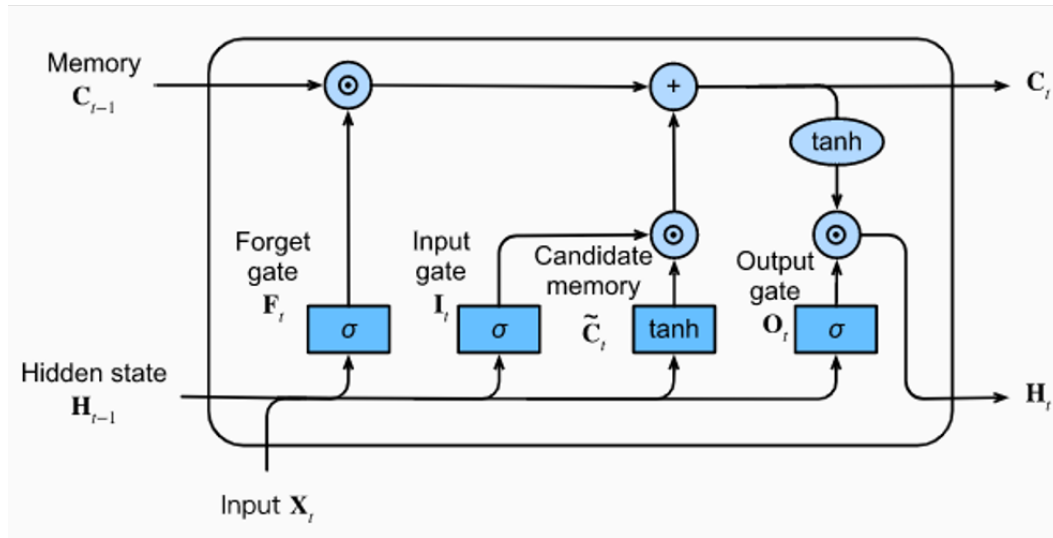 Memory
C_{t-1}
⊙
+
C_t
tanh
⊙
⊙
Forget
gate
F_t
Input
gate
I_t
Candidate
memory
C̃_t
Output
gate
O_t
σ
σ
tanh
σ
Hidden state
H_{t-1}
H_t
Input X_t